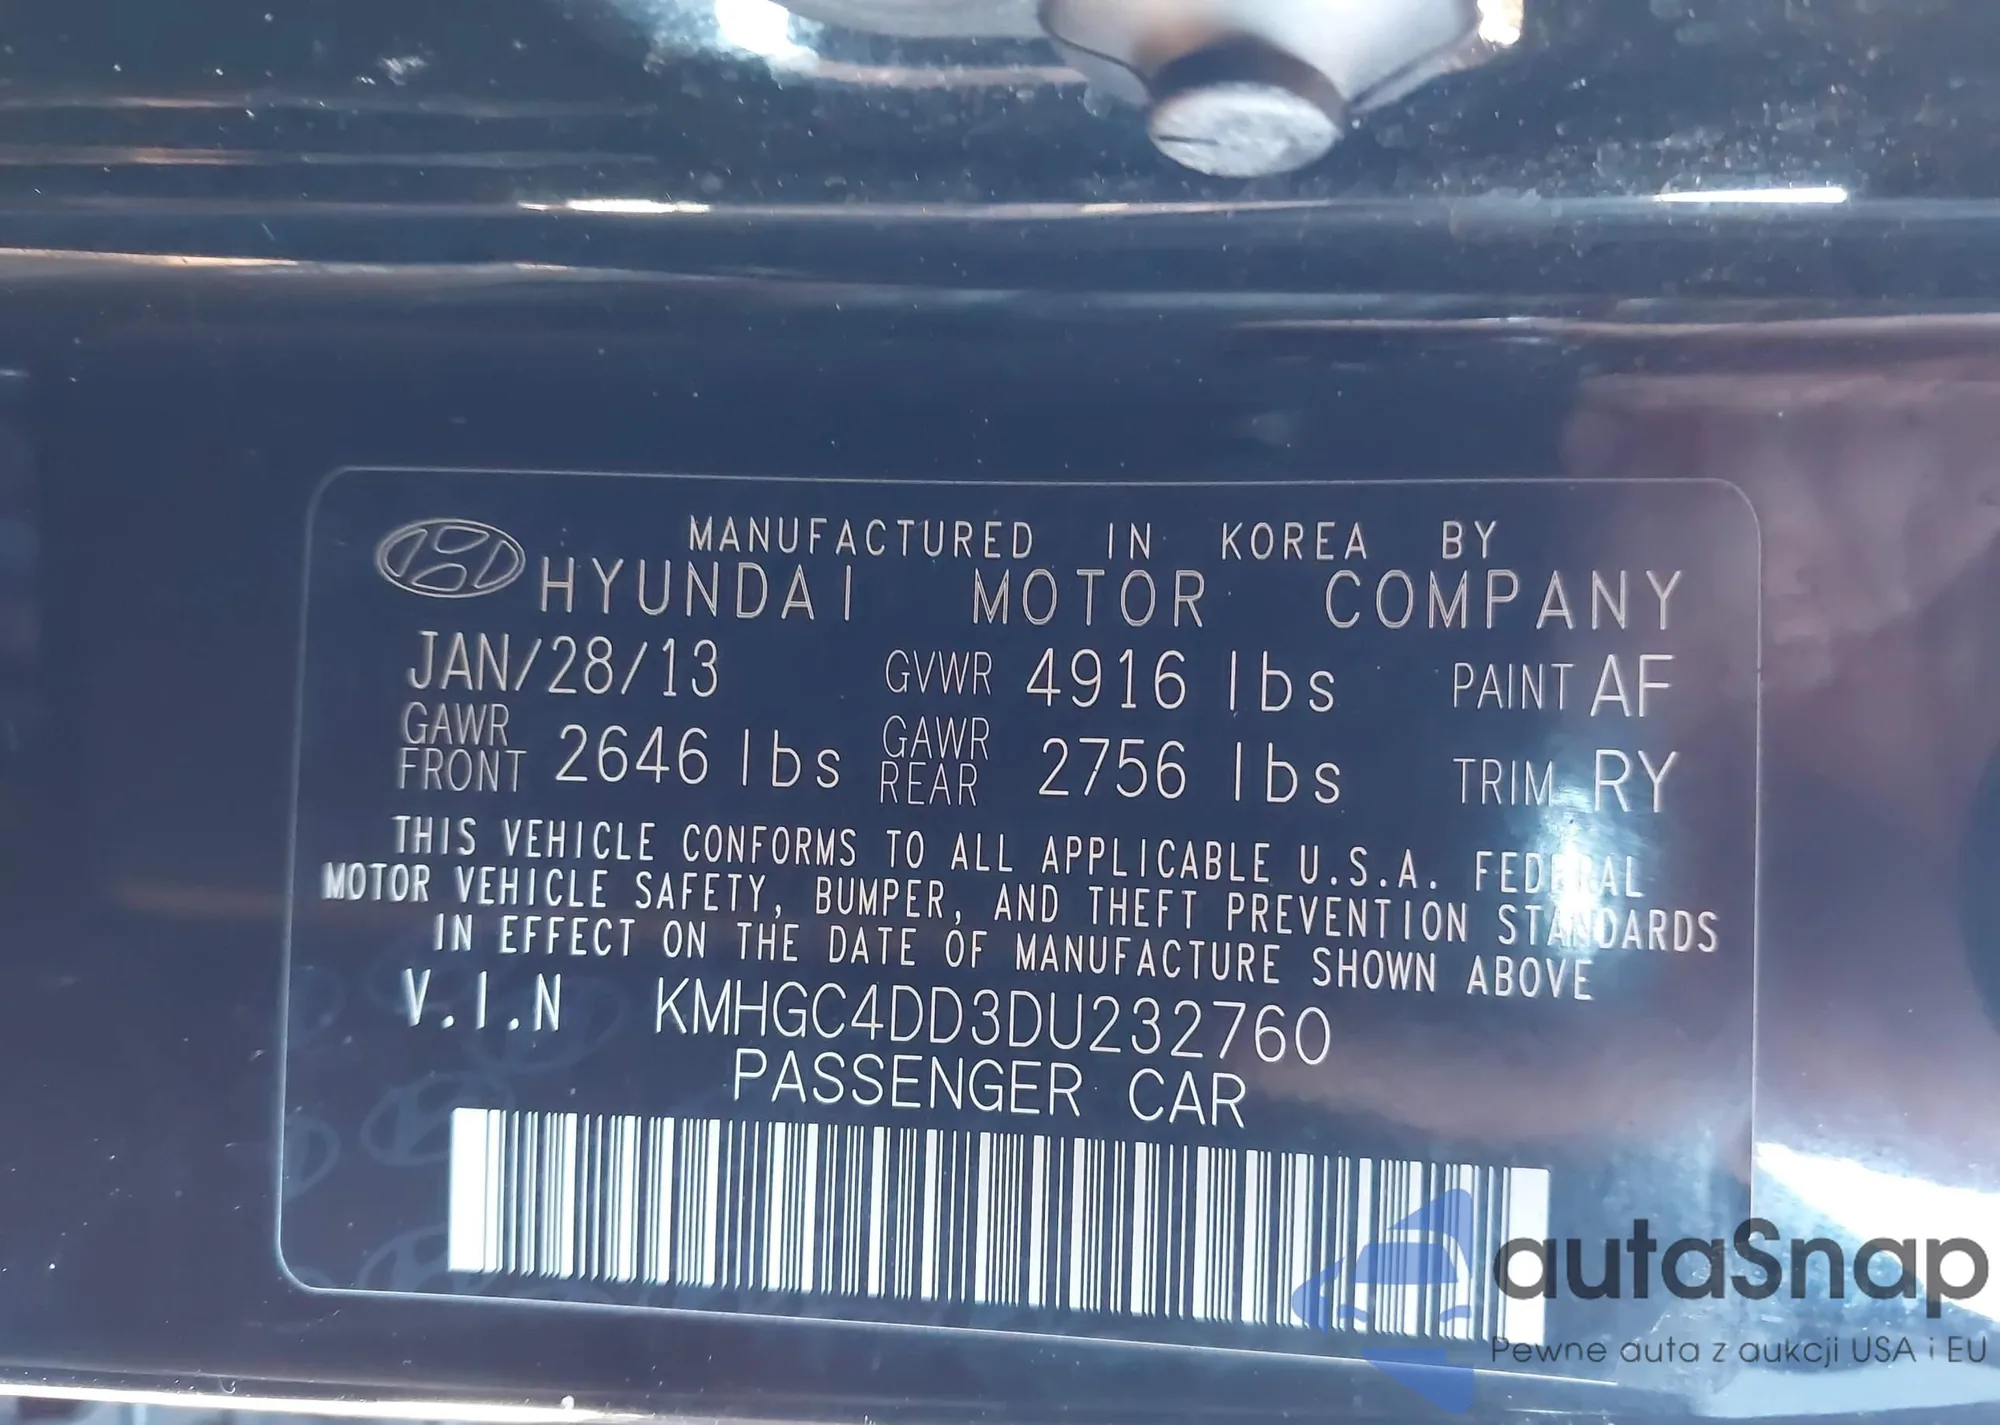 MANUFACTURED IN KOREA BY
HYUNDAI MOTOR COMPANY
JAN/28/13 GVWR 4916 lbs PAINT AF
GAWR FRONT 2646 lbs GAWR REAR 2756 lbs TRIM RY
THIS VEHICLE CONFORMS TO ALL APPLICABLE U.S.A. FEDERAL
MOTOR VEHICLE SAFETY, BUMPER, AND THEFT PREVENTION STANDARDS
IN EFFECT ON THE DATE OF MANUFACTURE SHOWN ABOVE
V.I.N KMHGC4DD3DU232760
PASSENGER CAR
autaSnap
Pewne auta z aukcji USA i EU